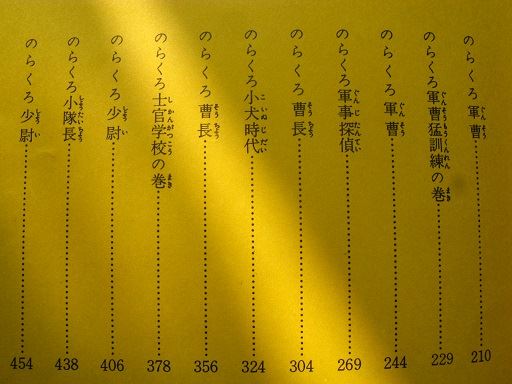 のらくろ軍曹 210
のらくろ軍曹猛訓練の巻 229
のらくろ軍曹 244
のらくろ軍事探偵 269
のらくろ曹長 304
のらくろ小犬時代 324
のらくろ曹長 356
のらくろ士官学校の巻 378
のらくろ少尉 406
のらくろ小隊長 438
のらくろ少尉 454